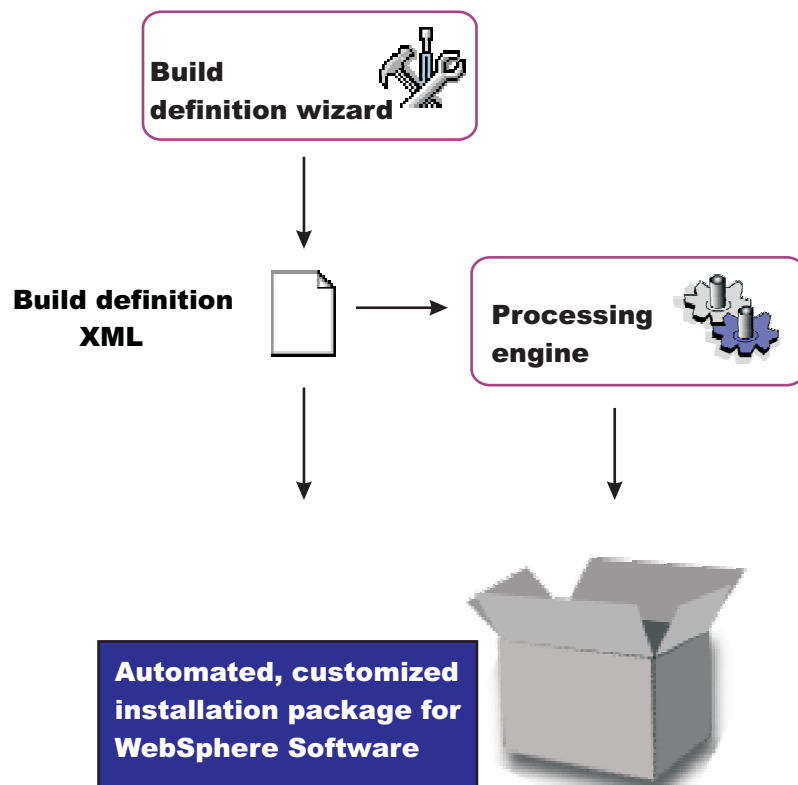 Build
definition wizard
Build definition
XML
Processing
engine
Automated, customized
installation package for
WebSphere Software